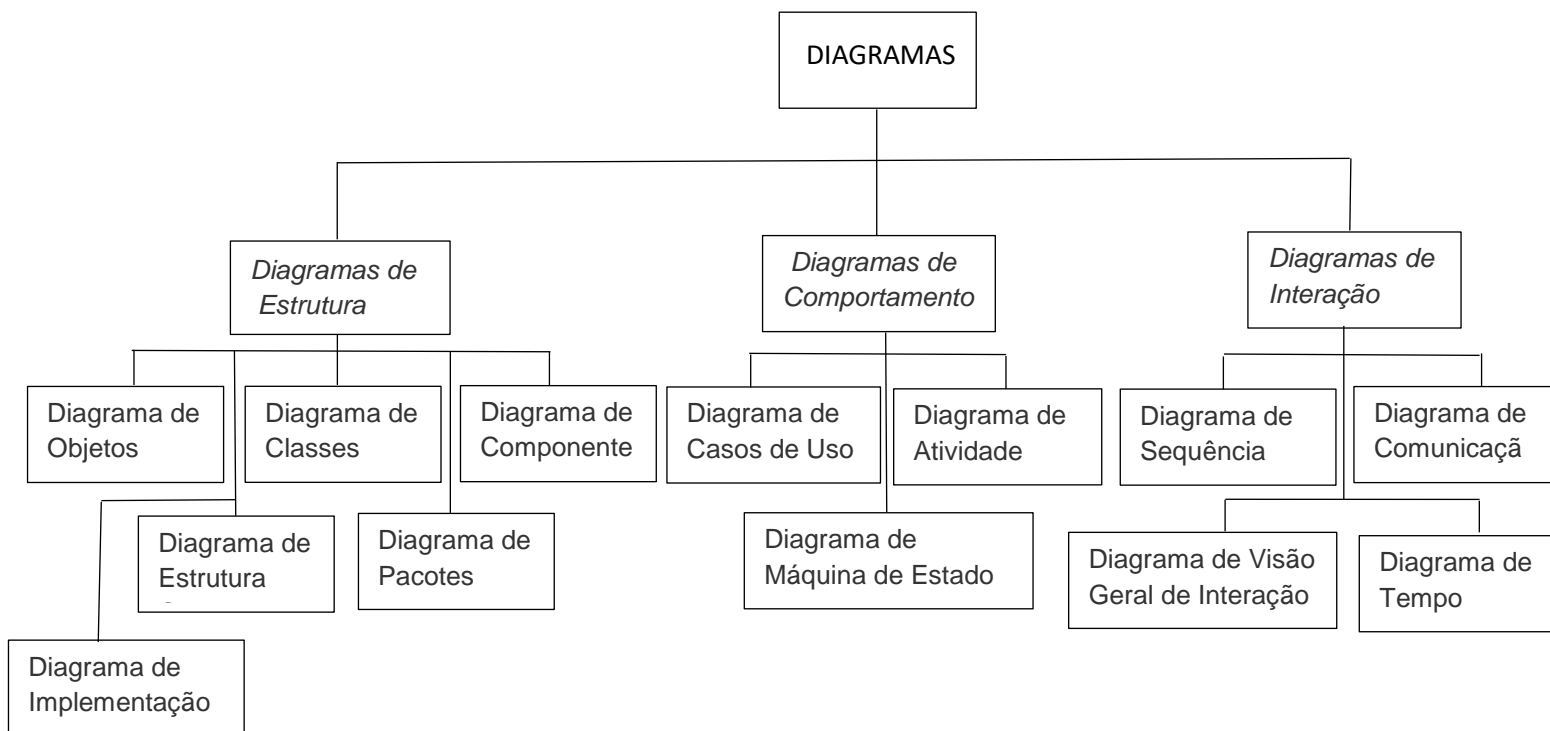 DIAGRAMAS
Diagramas de
Estrutura
Diagramas de
Comportamento
Diagramas de
Interação
Diagrama de
Objetos
Diagrama de
Classes
Diagrama de
Componente
Diagrama de
Casos de Uso
Diagrama de
Atividade
Diagrama de
Sequência
Diagrama de
Comunicaçã
Diagrama de
Estrutura
Diagrama de
Pacotes
Diagrama de
Máquina de Estado
Diagrama de Visão
Geral de Interação
Diagrama de
Tempo
Diagrama de
Implementação